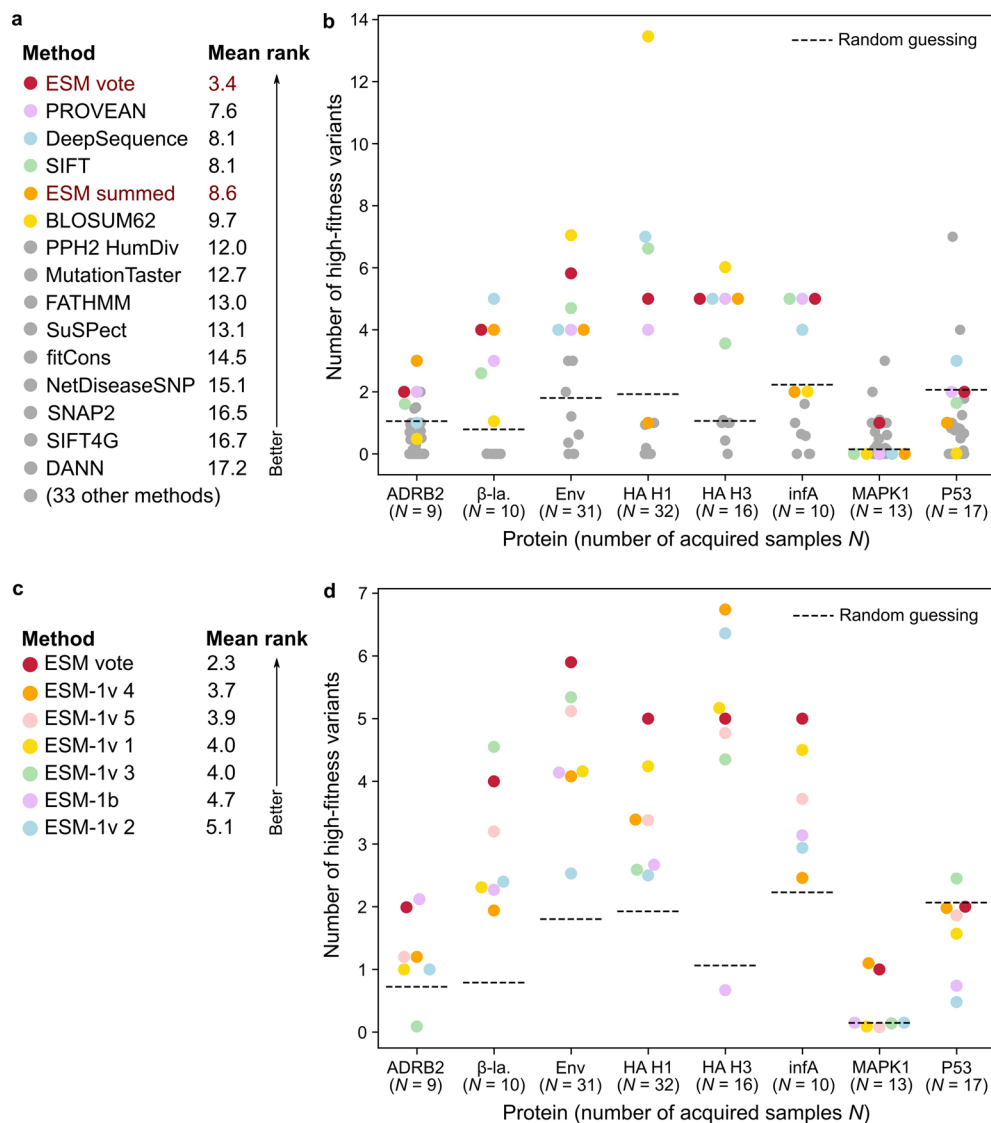 a
Method Mean rank
ESM vote 3.4
PROVEAN 7.6
DeepSequence 8.1
SIFT 8.1
ESM summed 8.6
BLOSUM62 9.7
PPH2 HumDiv 12.0
MutationTaster 12.7
FATHMM 13.0
SuSPect 13.1
fitCons 14.5
NetDiseaseSNP 15.1
SNAP2 16.5
SIFT4G 16.7
DANN 17.2
(33 other methods)
Better
b
Number of high-fitness variants
14
12
10
8
6
4
2
0
Random guessing
ADRB2 β-la. Env HA H1 HA H3 infA MAPK1 P53
(N = 9) (N = 10) (N = 31) (N = 32) (N = 16) (N = 10) (N = 13) (N = 17)
Protein (number of acquired samples N)
c
Method Mean rank
ESM vote 2.3
ESM-1v 4 3.7
ESM-1v 5 3.9
ESM-1v 1 4.0
ESM-1v 3 4.0
ESM-1b 4.7
ESM-1v 2 5.1
Better
d
Number of high-fitness variants
7
6
5
4
3
2
1
0
Random guessing
ADRB2 β-la. Env HA H1 HA H3 infA MAPK1 P53
(N = 9) (N = 10) (N = 31) (N = 32) (N = 16) (N = 10) (N = 13) (N = 17)
Protein (number of acquired samples N)